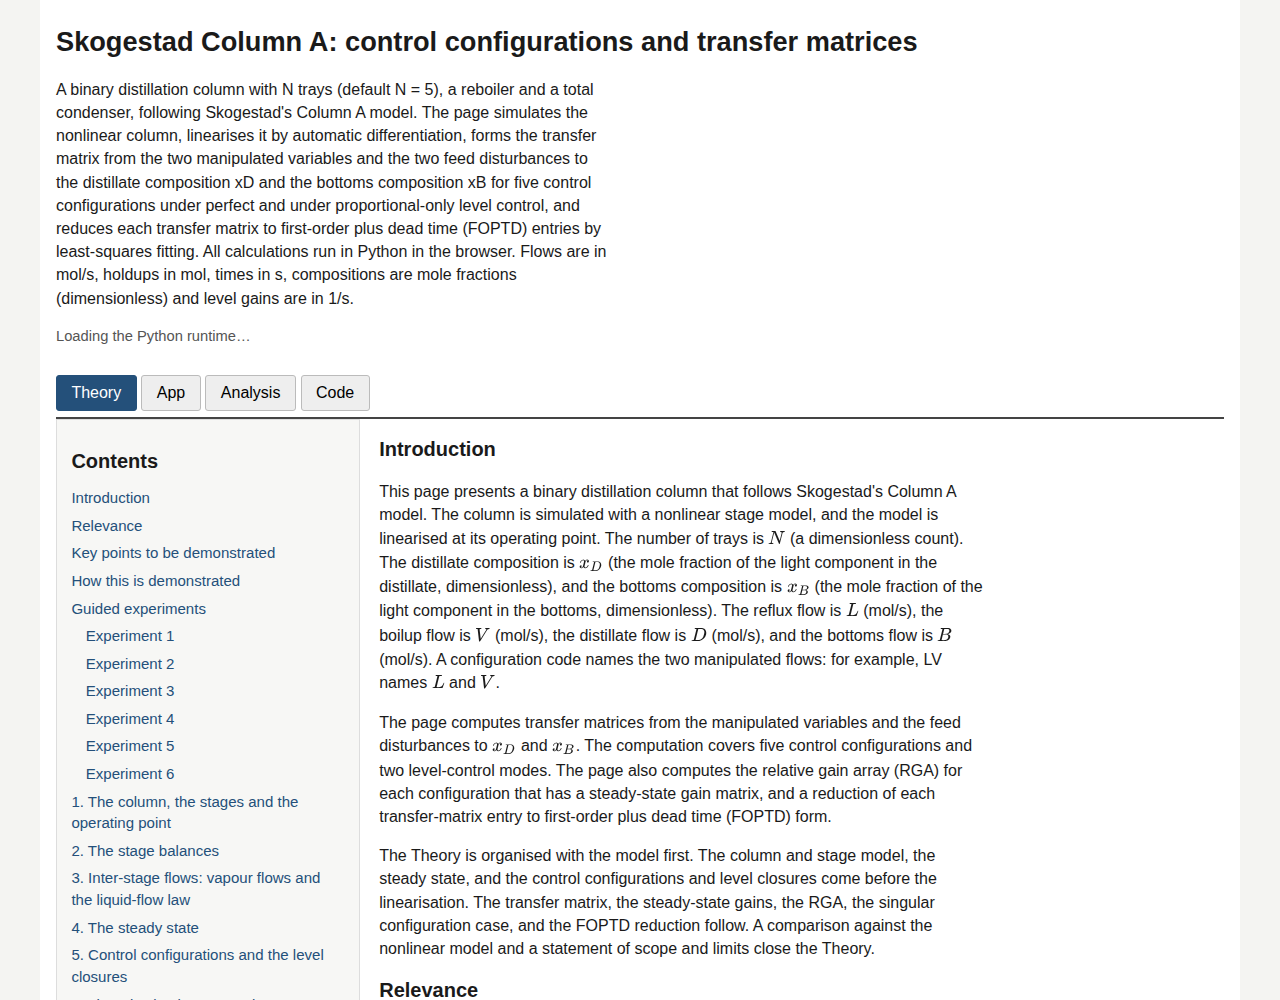 Skogestad Column A: control configurations and transfer matrices
A binary distillation column with N trays (default N = 5), a reboiler and a total
condenser, following Skogestad's Column A model. The page simulates the
nonlinear column, linearises it by automatic differentiation, forms the transfer
matrix from the two manipulated variables and the two feed disturbances to
the distillate composition xD and the bottoms composition xB for five control
configurations under perfect and under proportional-only level control, and
reduces each transfer matrix to first-order plus dead time (FOPTD) entries by
least-squares fitting. All calculations run in Python in the browser. Flows are in
mol/s, holdups in mol, times in s, compositions are mole fractions
(dimensionless) and level gains are in 1/s.
Loading the Python runtime…
Theory App Analysis Code
Contents
Introduction
Relevance
Key points to be demonstrated
How this is demonstrated
Guided experiments
Experiment 1
Experiment 2
Experiment 3
Experiment 4
Experiment 5
Experiment 6
1. The column, the stages and the
operating point
2. The stage balances
3. Inter-stage flows: vapour flows and
the liquid-flow law
4. The steady state
5. Control configurations and the level
closures
Introduction
This page presents a binary distillation column that follows Skogestad's Column A
model. The column is simulated with a nonlinear stage model, and the model is
linearised at its operating point. The number of trays is N (a dimensionless count).
The distillate composition is x_D (the mole fraction of the light component in the
distillate, dimensionless), and the bottoms composition is x_B (the mole fraction of the
light component in the bottoms, dimensionless). The reflux flow is L (mol/s), the
boilup flow is V (mol/s), the distillate flow is D (mol/s), and the bottoms flow is B
(mol/s). A configuration code names the two manipulated flows: for example, LV
names L and V.
The page computes transfer matrices from the manipulated variables and the feed
disturbances to x_D and x_B. The computation covers five control configurations and
two level-control modes. The page also computes the relative gain array (RGA) for
each configuration that has a steady-state gain matrix, and a reduction of each
transfer-matrix entry to first-order plus dead time (FOPTD) form.
The Theory is organised with the model first. The column and stage model, the
steady state, and the control configurations and level closures come before the
linearisation. The transfer matrix, the steady-state gains, the RGA, the singular
configuration case, and the FOPTD reduction follow. A comparison against the
nonlinear model and a statement of scope and limits close the Theory.
Relevance